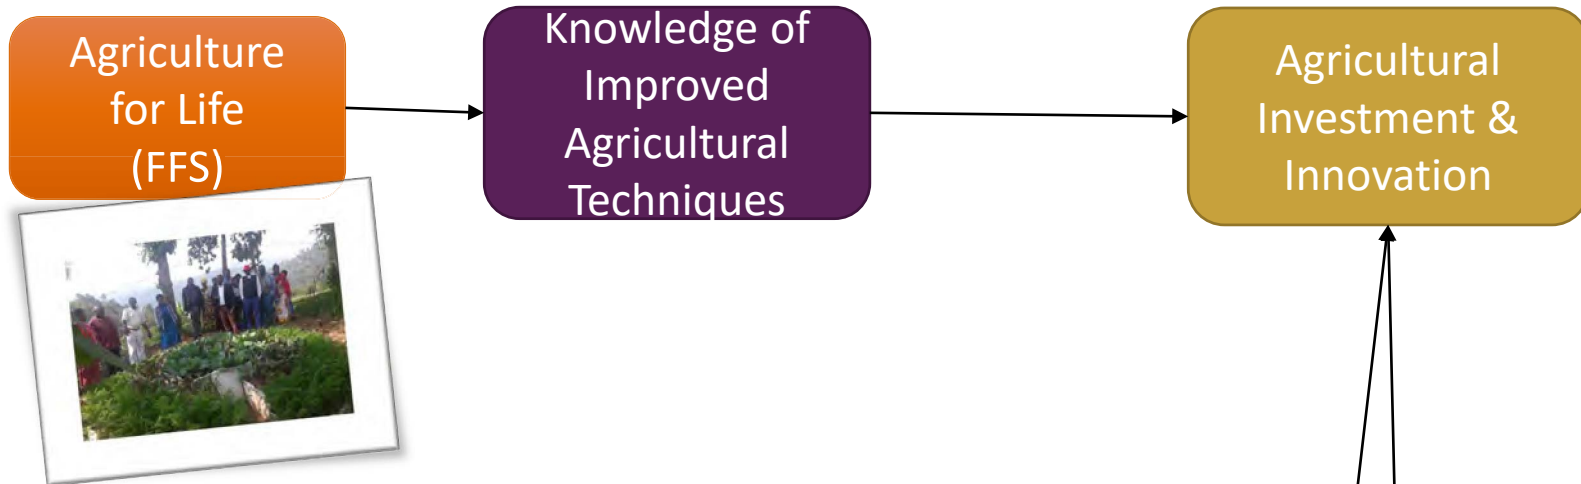 Agriculture
for Life
(FFS)
Knowledge of
Improved
Agricultural
Techniques
Agricultural
Investment &
Innovation